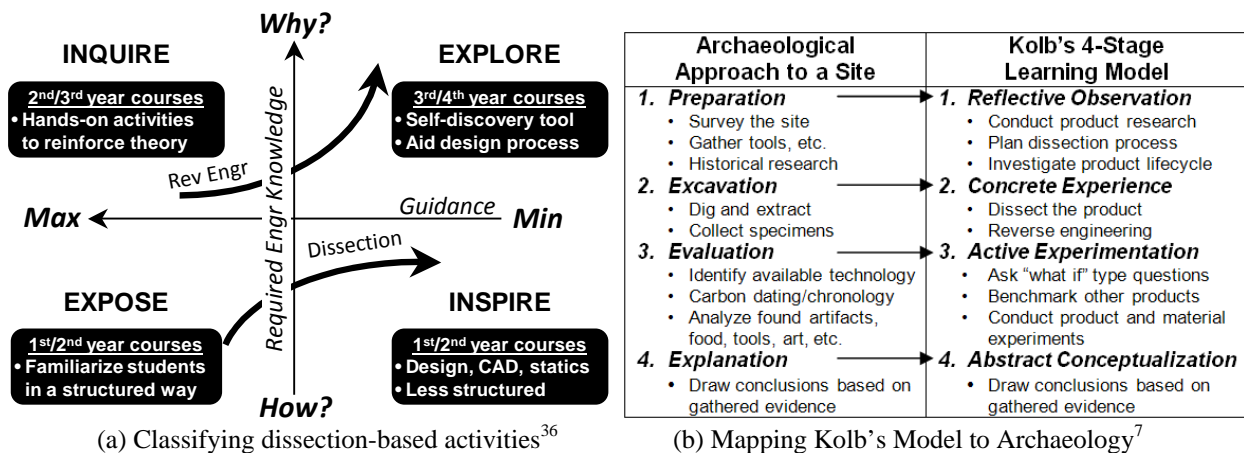 Why?
INQUIRE
2nd/3rd year courses
• Hands-on activities
to reinforce theory
EXPLORE
3rd/4th year courses
• Self-discovery tool
• Aid design process
Rev Engr
Required Engr Knowledge
Max
Guidance
Min
Dissection
EXPOSE
1st/2nd year courses
• Familiarize students
in a structured way
INSPIRE
1st/2nd year courses
• Design, CAD, statics
• Less structured
How?
(a) Classifying dissection-based activities36
Archaeological
Approach to a Site
1. Preparation
• Survey the site
• Gather tools, etc.
• Historical research
2. Excavation
• Dig and extract
• Collect specimens
3. Evaluation
• Identify available technology
• Carbon dating/chronology
• Analyze found artifacts,
food, tools, art, etc.
4. Explanation
• Draw conclusions based on
gathered evidence
Kolb's 4-Stage
Learning Model
1. Reflective Observation
• Conduct product research
• Plan dissection process
• Investigate product lifecycle
2. Concrete Experience
• Dissect the product
• Reverse engineering
3. Active Experimentation
• Ask "what if" type questions
• Benchmark other products
• Conduct product and material
experiments
4. Abstract Conceptualization
• Draw conclusions based on
gathered evidence
(b) Mapping Kolb's Model to Archaeology7